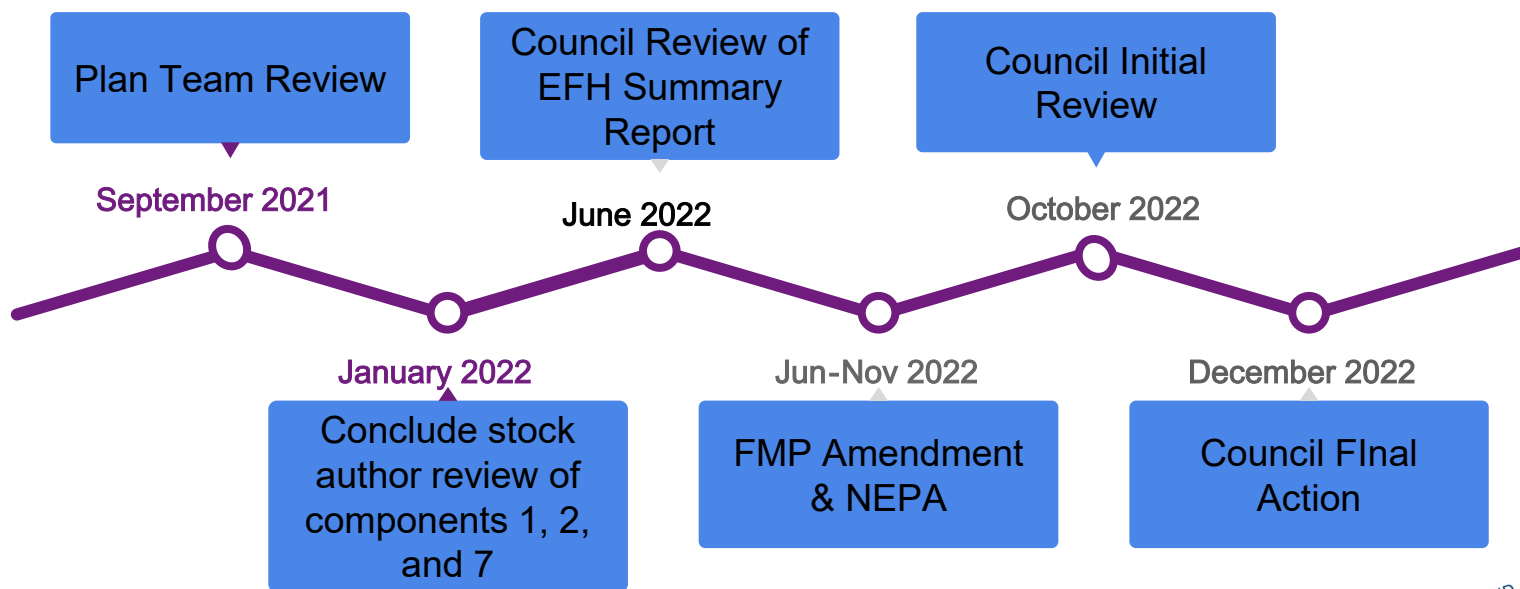 Plan Team Review
Council Review of
EFH Summary
Report
Council Initial
Review
September 2021
June 2022
October 2022
January 2022
Jun-Nov 2022
December 2022
Conclude stock
author review of
components 1, 2,
and 7
FMP Amendment
& NEPA
Council FInal
Action